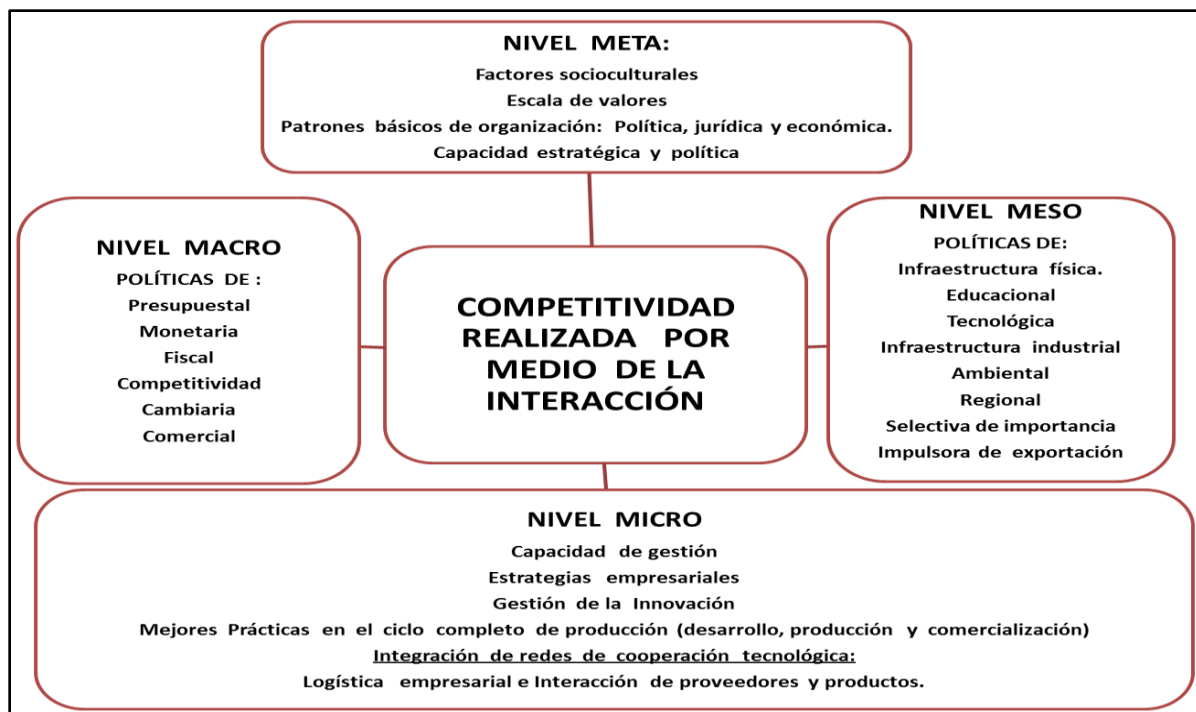 NIVEL META:
Factores socioculturales
Escala de valores
Patrones básicos de organización: Política, jurídica y económica.
Capacidad estratégica y política
NIVEL MACRO
POLÍTICAS DE :
Presupuestal
Monetaria
Fiscal
Competitividad
Cambiaria
Comercial
COMPETITIVIDAD
REALIZADA POR
MEDIO DE LA
INTERACCIÓN
NIVEL MESO
POLÍTICAS DE:
Infraestructura física.
Educacional
Tecnológica
Infraestructura industrial
Ambiental
Regional
Selectiva de importancia
Impulsora de exportación
NIVEL MICRO
Capacidad de gestión
Estrategias empresariales
Gestión de la Innovación
Mejores Prácticas en el ciclo completo de producción (desarrollo, producción y comercialización)
Integración de redes de cooperación tecnológica:
Logística empresarial e Interacción de proveedores y productos.